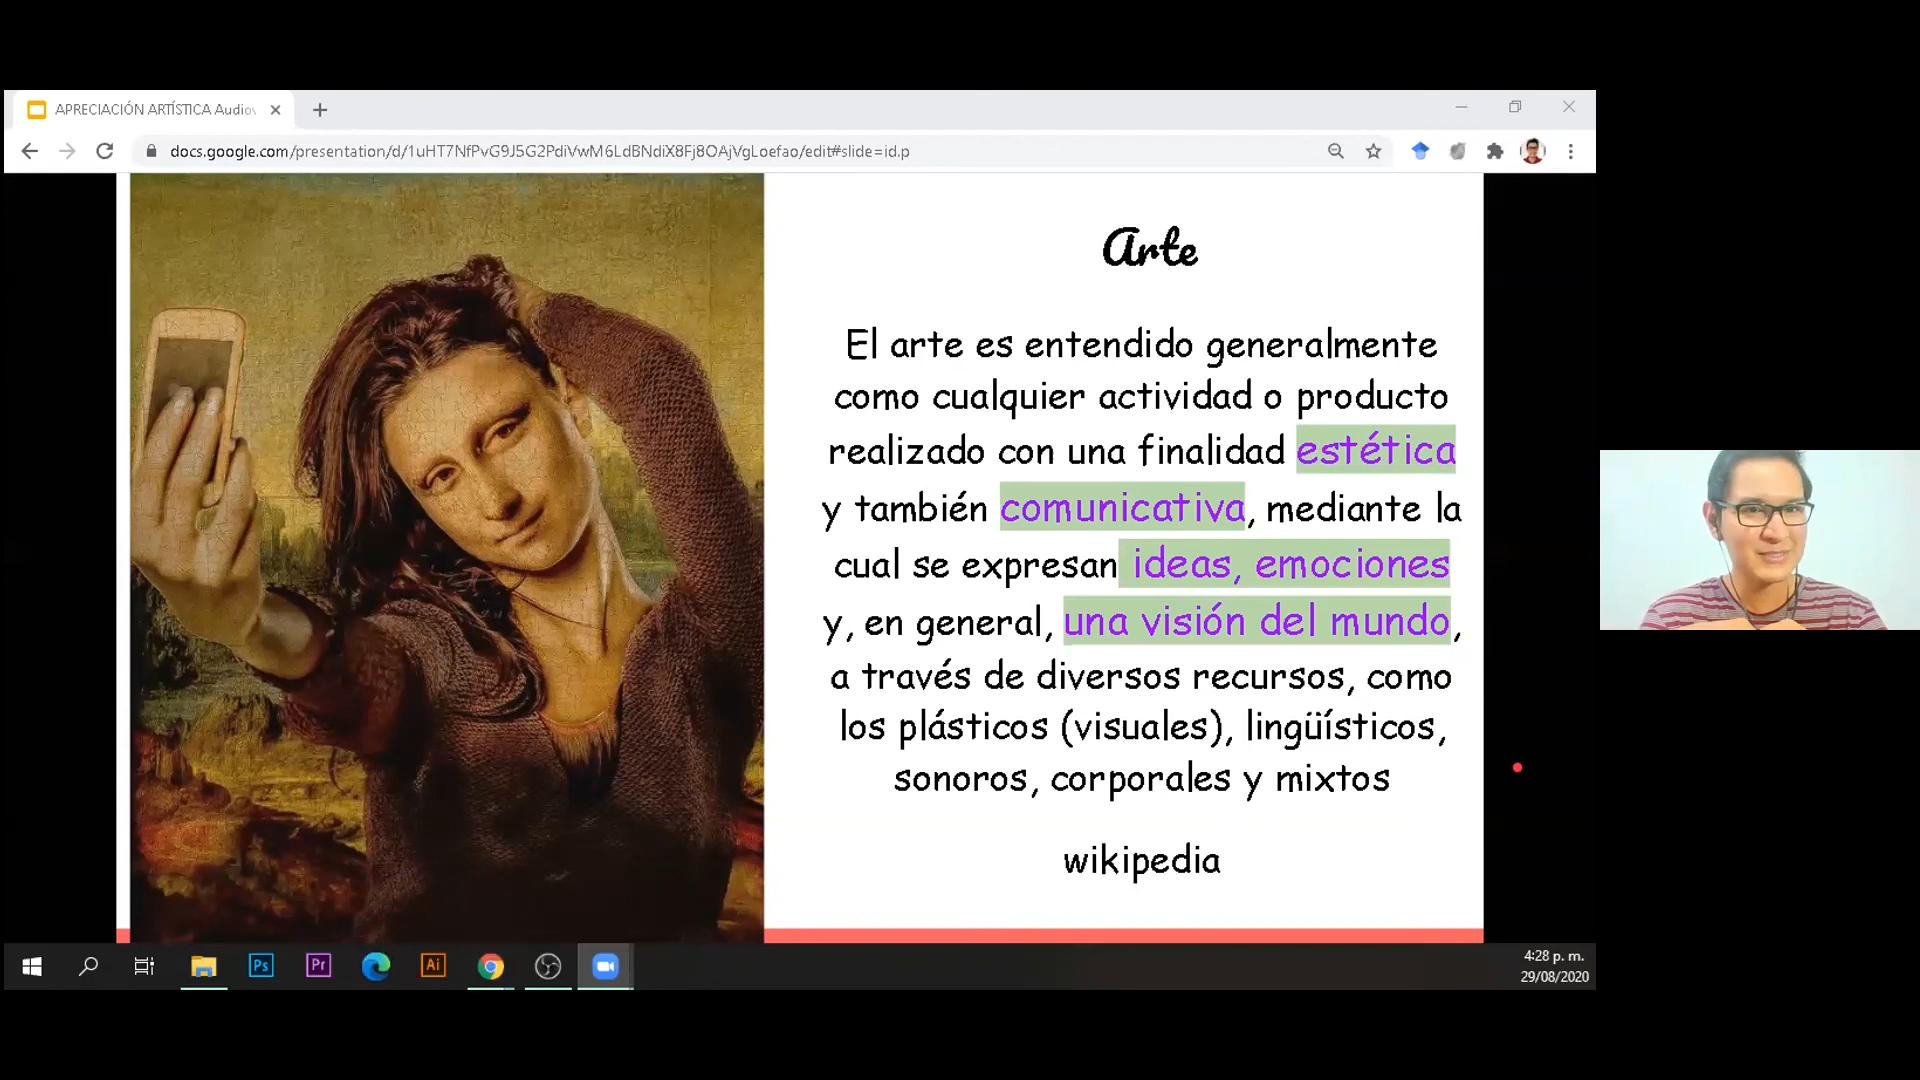 APRECIACIÓN ARTÍSTICA Audio
docs.google.com/presentation/d/1uHT7NfPvG9J5G2PdiVwM6LdBNdiX8Fj8OAjVgLoefao/edit#slide=id.p
Arte
El arte es entendido generalmente
como cualquier actividad o producto
realizado con una finalidad estética
y también comunicativa, mediante la
cual se expresan ideas, emociones
y, en general, una visión del mundo,
a través de diversos recursos, como
los plásticos (visuales), lingüísticos,
sonoros, corporales y mixtos
wikipedia
Ps
Pr
Ai
4:28 p. m.
29/08/2020